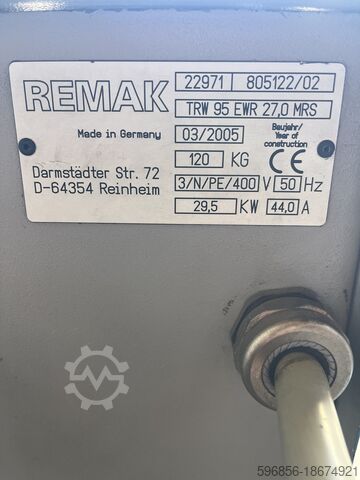 REMAK 22971 805122/02
TRW 95 EWR 27,0 MRS
Made in Germany 03/2005 Baujahr/ Year of construction
120 KG CE
Darmstädter Str. 72 3/N/PE/400 V 50 Hz
D-64354 Reinheim 29,5 KW 44,0 A
596856-18674921